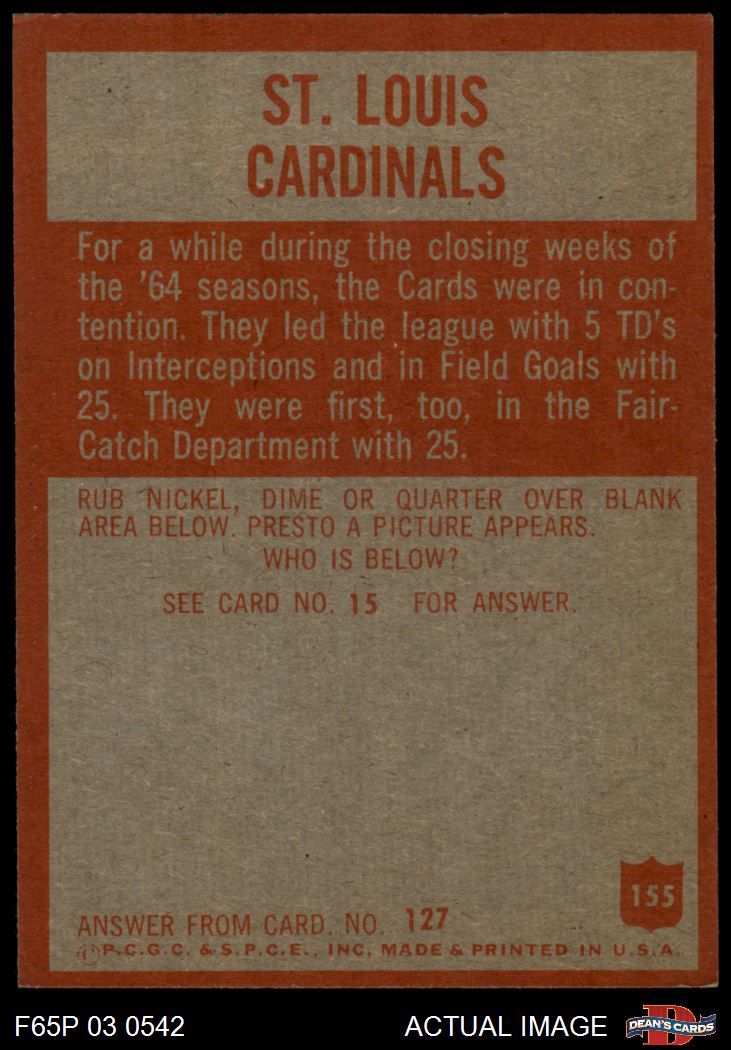 ST. LOUIS
CARDINALS
For a while during the closing weeks of
the '64 seasons, the Cards were in con-
tention. They led the league with 5 TD's
on Interceptions and in Field Goals with
25. They were first, too, in the Fair-
Catch Department with 25.
RUB NICKEL, DIME OR QUARTER OVER BLANK
AREA BELOW. PRESTO A PICTURE APPEARS.
WHO IS BELOW?
SEE CARD NO. 15 FOR ANSWER.
155
ANSWER FROM CARD. NO. 127
©P.C.G.C. & S.P.C.E., INC. MADE & PRINTED IN U.S.A.
F65P 03 0542
ACTUAL IMAGE
D
DEAN'S CARDS